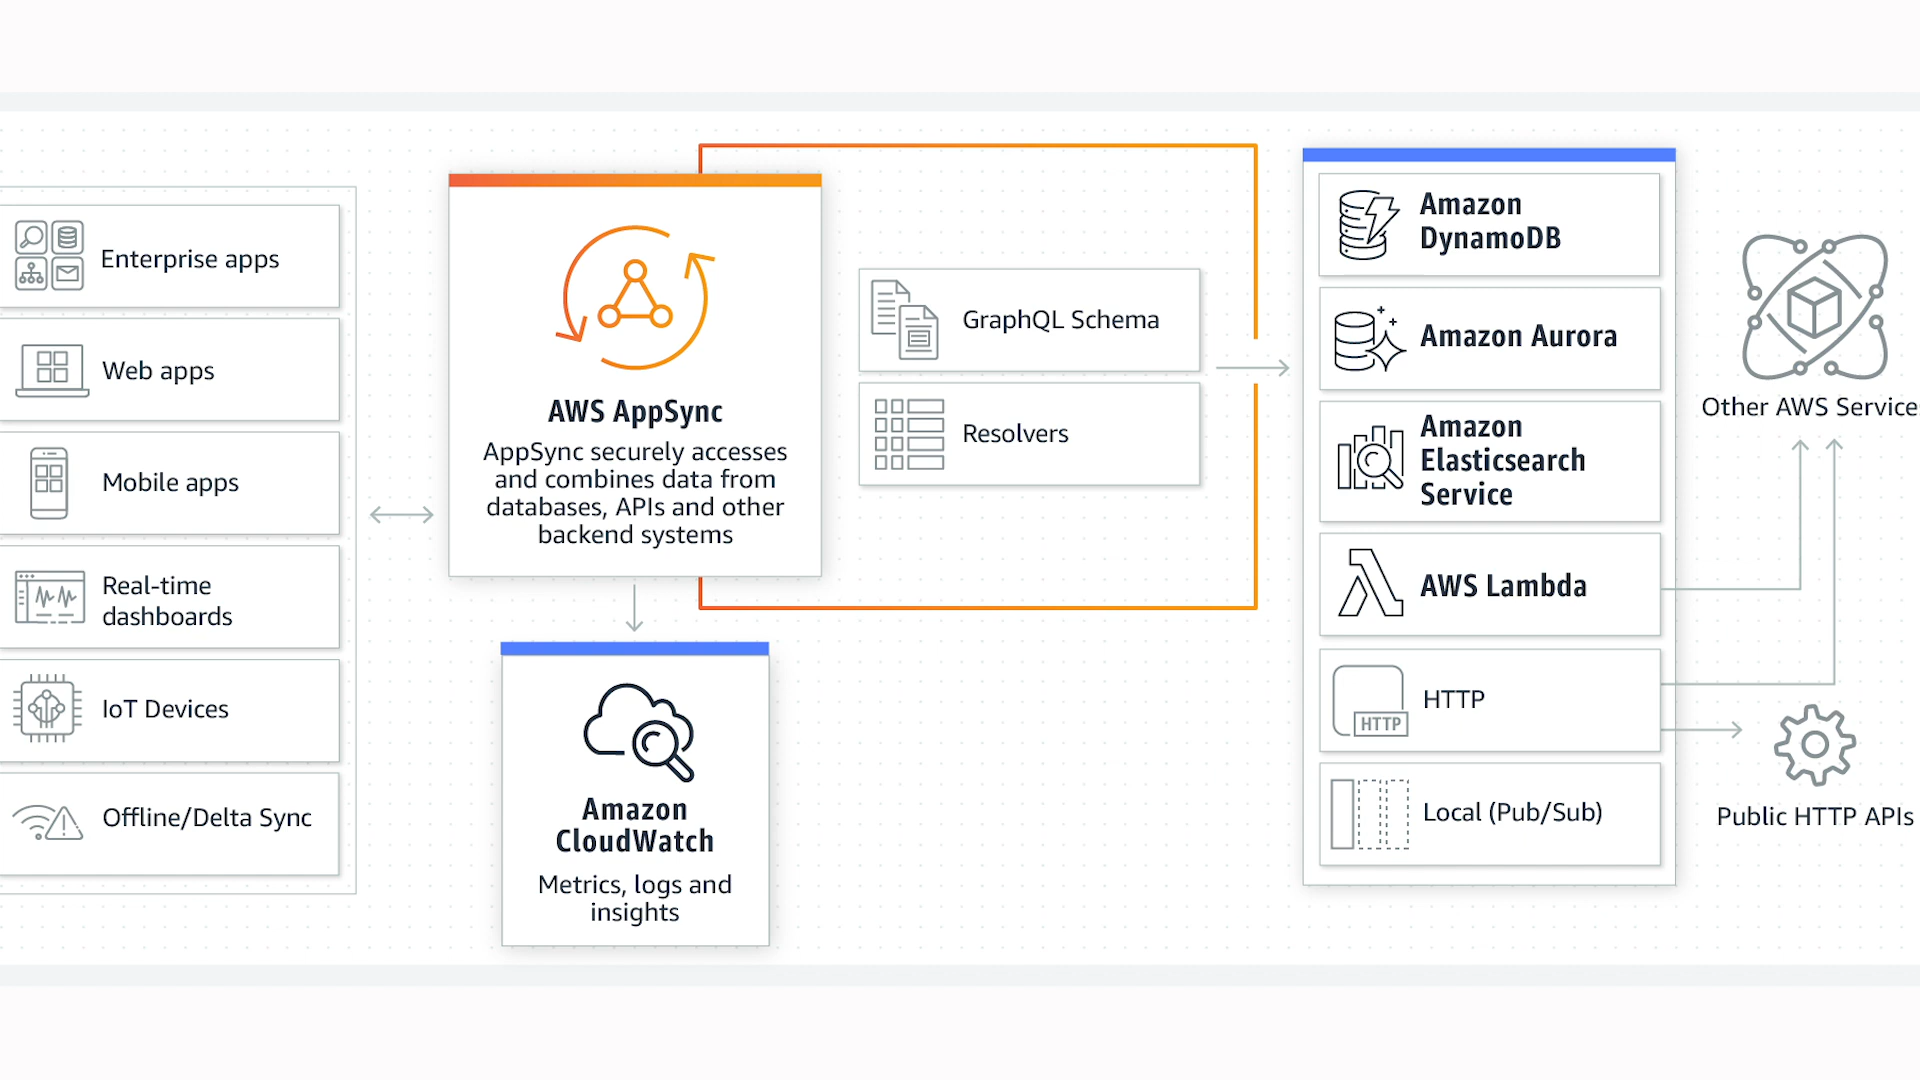 Enterprise apps
Web apps
Mobile apps
Real-time
dashboards
IoT Devices
Offline/Delta Sync
AWS AppSync
AppSync securely accesses
and combines data from
databases, APIs and other
backend systems
Amazon
CloudWatch
Metrics, logs and
insights
GraphQL Schema
Resolvers
Amazon
DynamoDB
Amazon Aurora
Amazon
Elasticsearch
Service
AWS Lambda
HTTP
HTTP
Local (Pub/Sub)
Other AWS Service
Public HTTP APIs